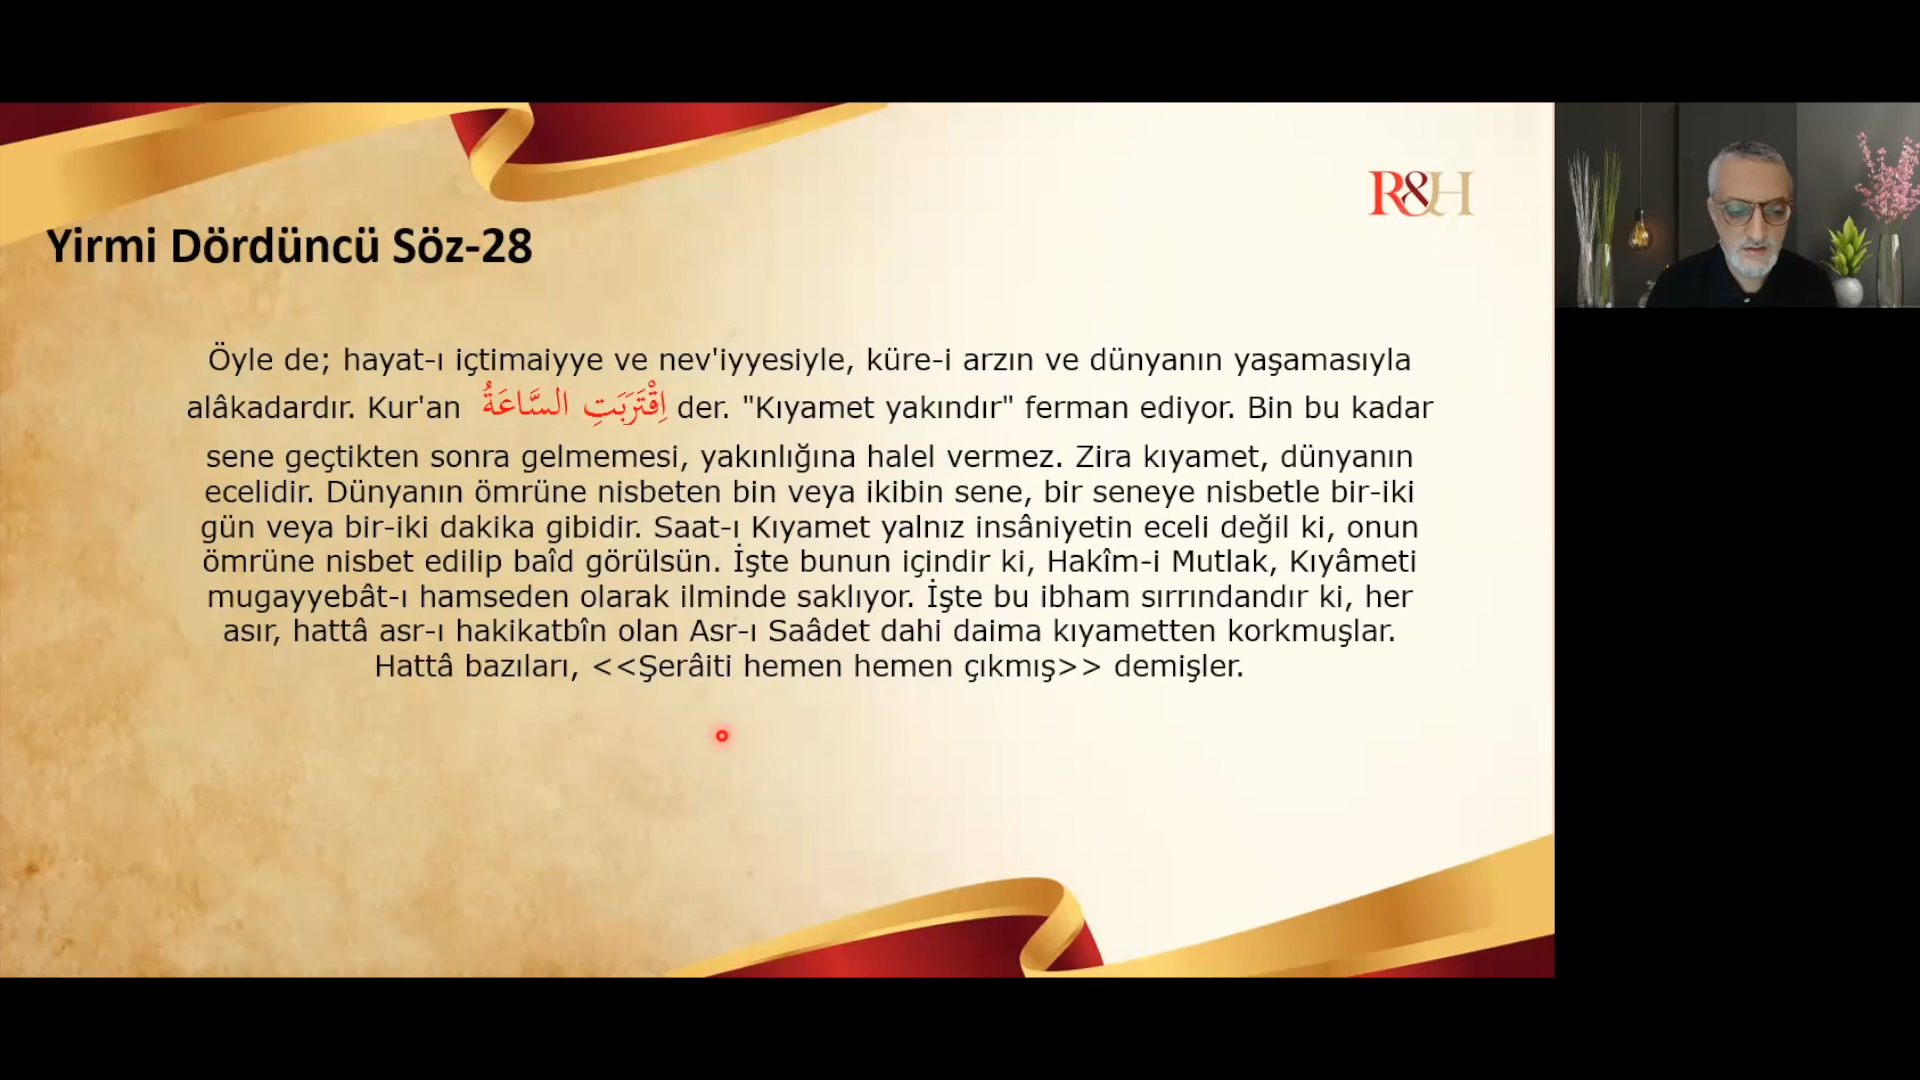 R&H
Yirmi Dördüncü Söz-28
Öyle de; hayat-ı içtimaiyye ve nev'iyyesiyle, küre-i arzın ve dünyanın yaşamasıyla
alâkadardır. Kur'an اِقْتَرَبَتِ السَّاعَةُ der. "Kıyamet yakındır" ferman ediyor. Bin bu kadar
sene geçtikten sonra gelmemesi, yakınlığına halel vermez. Zira kıyamet, dünyanın
ecelidir. Dünyanın ömrüne nisbeten bin veya ikibin sene, bir seneye nisbetle bir-iki
gün veya bir-iki dakika gibidir. Saat-ı Kıyamet yalnız insâniyetin eceli değil ki, onun
ömrüne nisbet edilip baîd görülsün. İşte bunun içindir ki, Hakîm-i Mutlak, Kıyâmeti
mugayyebât-ı hamseden olarak ilminde saklıyor. İşte bu ibham sırrındandır ki, her
asır, hattâ asr-ı hakikatbîn olan Asr-ı Saâdet dahi daima kıyametten korkmuşlar.
Hattâ bazıları, <<Şerâiti hemen hemen çıkmış>> demişler.